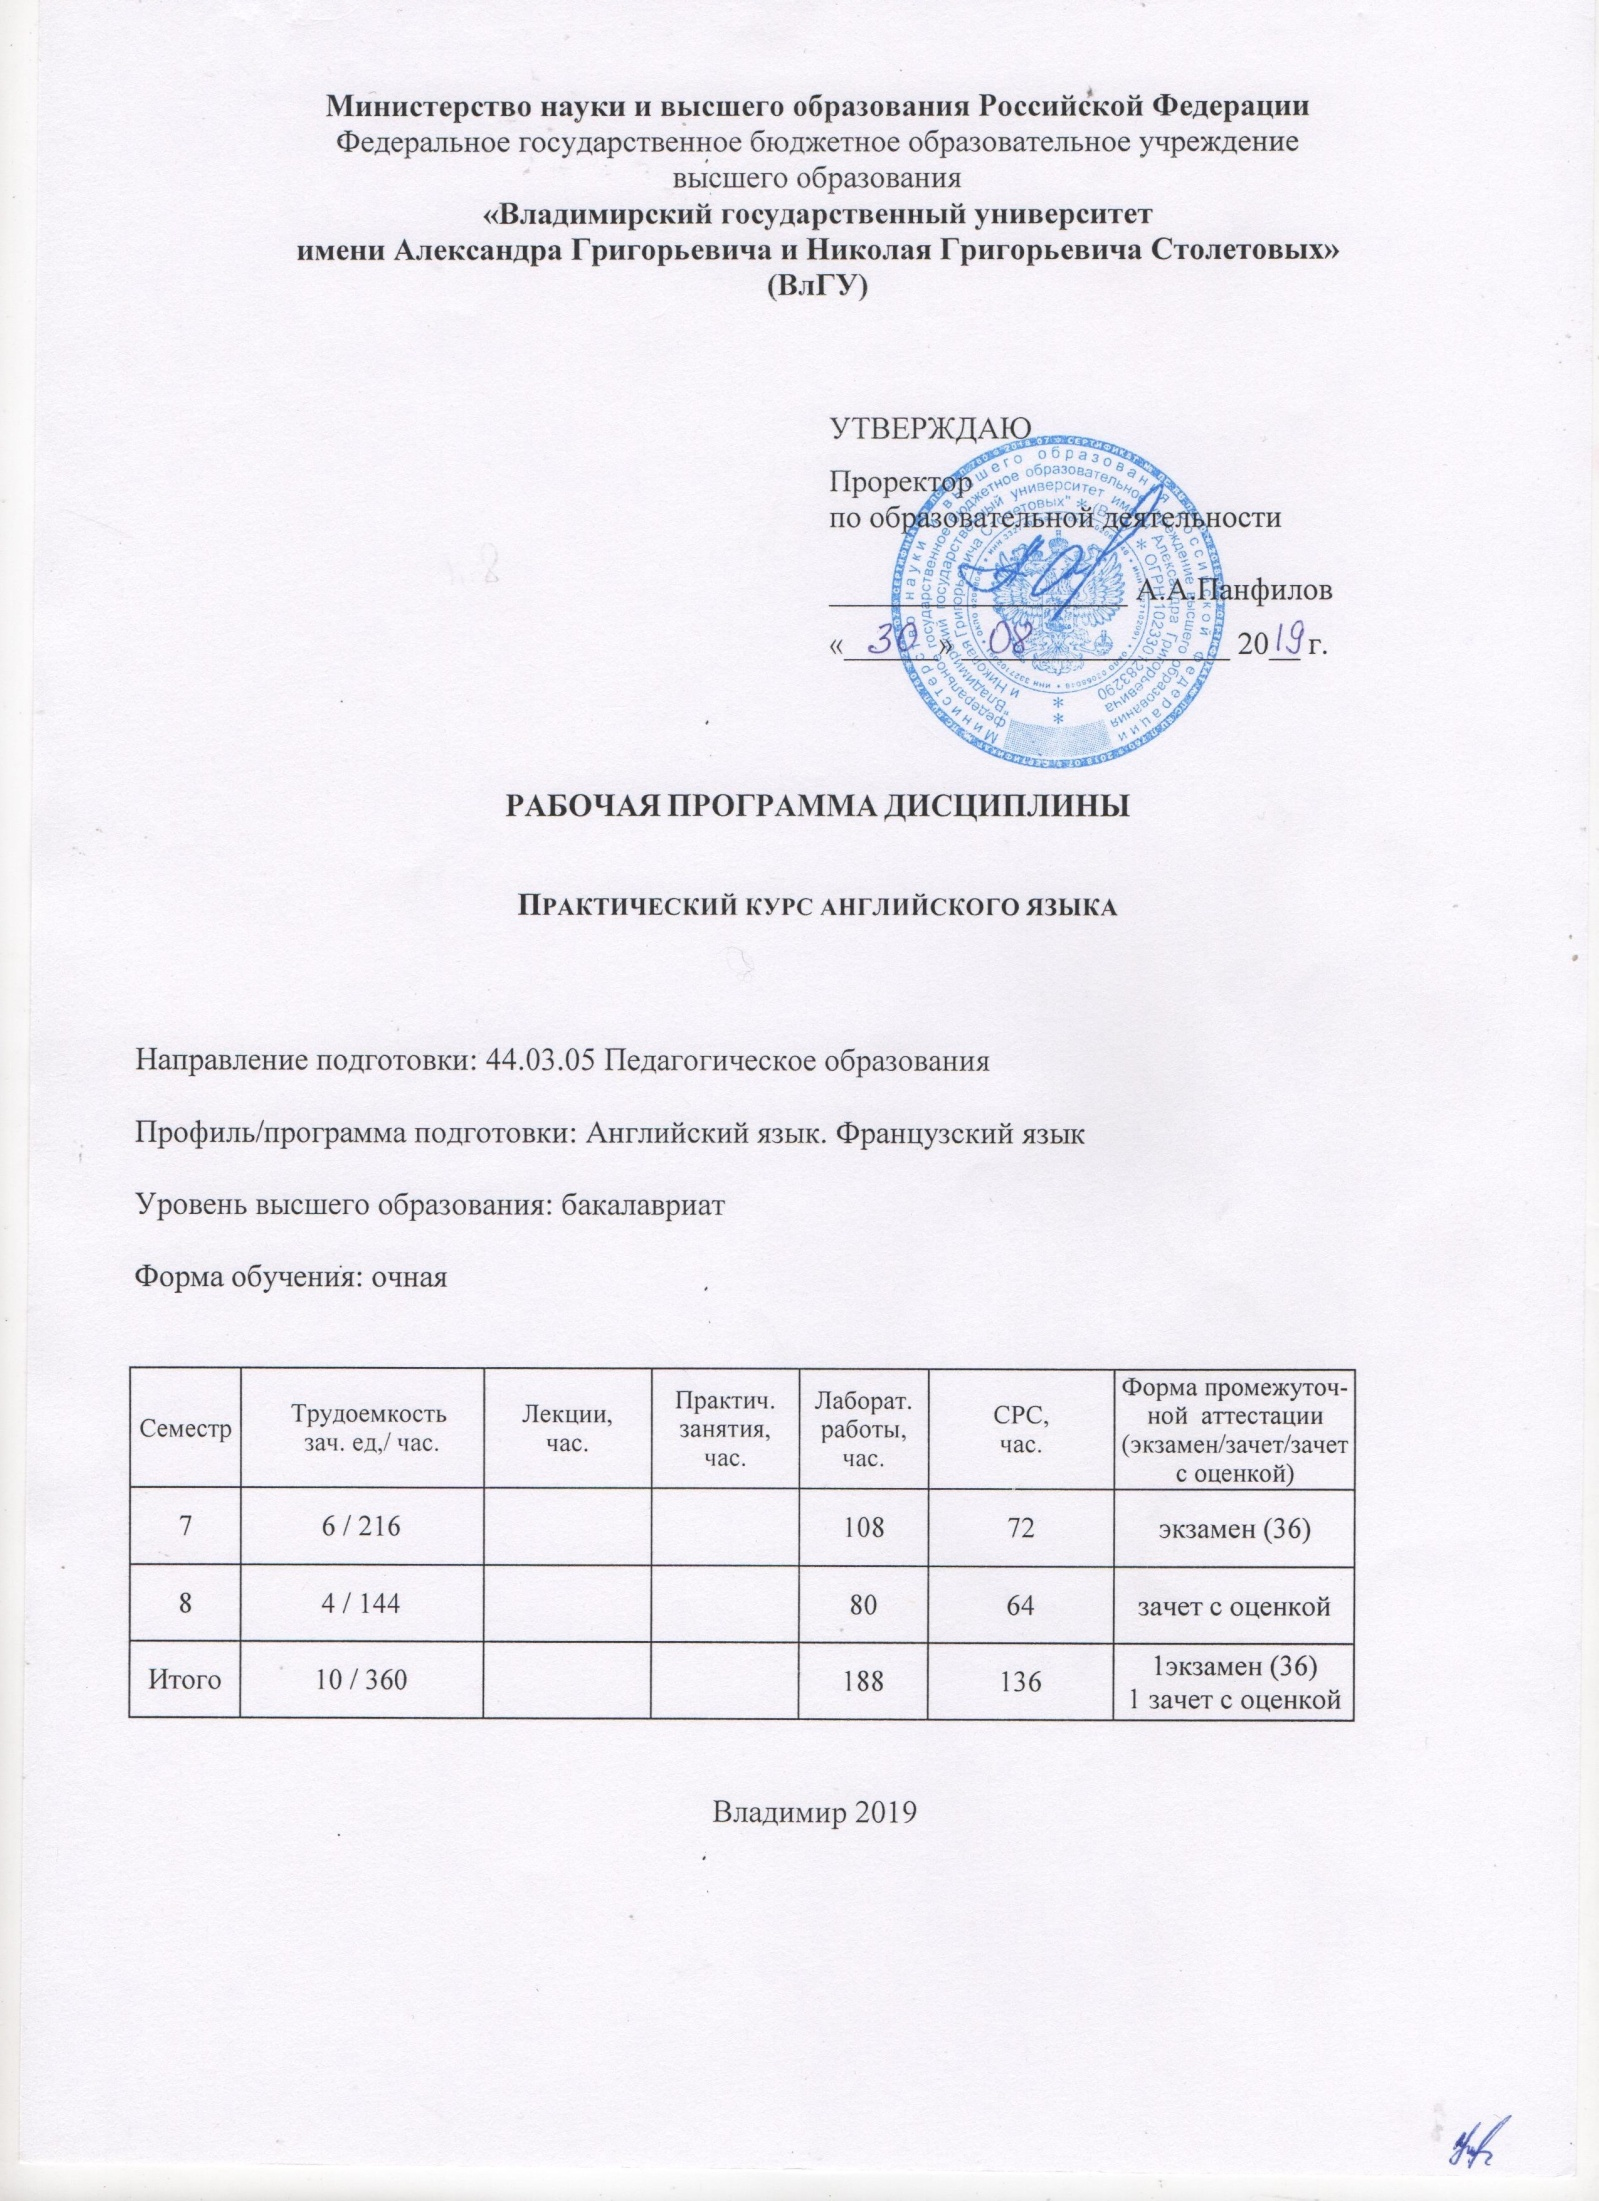 Министерство науки и высшего образования Российской Федерации
Федеральное государственное бюджетное образовательное учреждение
высшего образования
«Владимирский государственный университет
имени Александра Григорьевича и Николая Григорьевича Столетовых»
(ВлГУ)
УТВЕРЖДАЮ
Проректор
по образовательной деятельности
А.А.Панфилов
« 30 » 08 2019 г.
РАБОЧАЯ ПРОГРАММА ДИСЦИПЛИНЫ
ПРАКТИЧЕСКИЙ КУРС АНГЛИЙСКОГО ЯЗЫКА
Направление подготовки: 44.03.05 Педагогическое образования
Профиль/программа подготовки: Английский язык. Французский язык
Уровень высшего образования: бакалавриат
Форма обучения: очная
Семестр Трудоемкость зач. ед,/ час. Лекции, час. Практич. занятия, час. Лаборат. работы, час. СРС, час. Форма промежуточ-ной аттестации (экзамен/зачет/зачет с оценкой)
7 6 / 216 108 72 экзамен (36)
8 4 / 144 80 64 зачет с оценкой
Итого 10 / 360 188 136 1экзамен (36) 1 зачет с оценкой
Владимир 2019